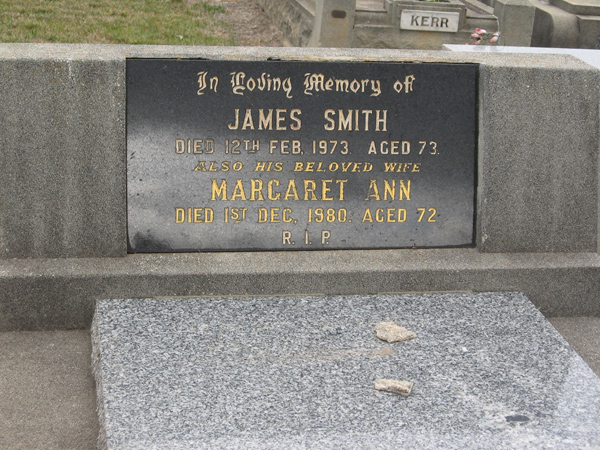 KERR
In Loving Memory of
JAMES SMITH
DIED 12TH FEB, 1973. AGED 73.
ALSO HIS BELOVED WIFE
MARGARET ANN
DIED 1ST DEC, 1980. AGED 72.
R. I. P.